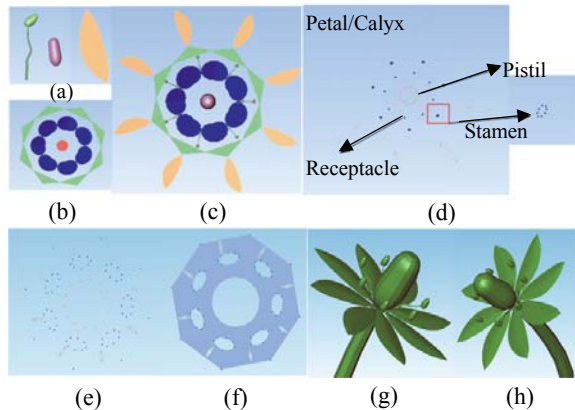 Petal/Calyx
Pistil
Stamen
Receptacle
(a)
(b)
(c)
(d)
(e)
(f)
(g)
(h)